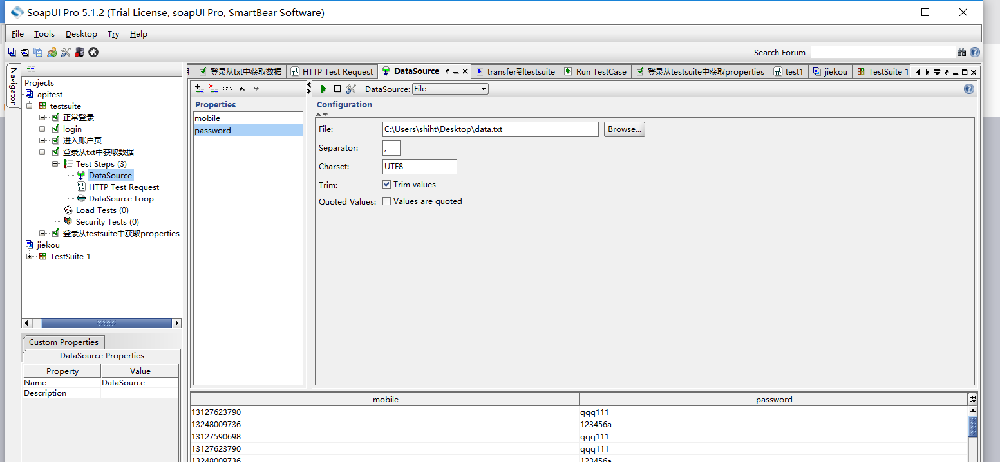 SoapUI Pro 5.1.2 (Trial License, soapUI Pro, SmartBear Software)
File Tools Desktop Try Help
Search Forum
Navigator
Projects
apitest
testsuite
正常登录
login
进入账户页
登录从txt中获取数据
Test Steps (3)
DataSource
HTTP Test Request
DataSource Loop
Load Tests (0)
Security Tests (0)
登录从testsuite中获取properties
jiekou
TestSuite 1
Custom Properties
DataSource Properties
Property Value
Name DataSource
Description
登录从txt中获取数据 HTTP Test Request DataSource transfer到testsuite Run TestCase 登录从testsuite中获取properties test1 jiekou TestSuite 1
DataSource: File
Properties
mobile
password
Configuration
File: C:\Users\shiht\Desktop\data.txt Browse...
Separator: ,
Charset: UTF8
Trim: Trim values
Quoted Values: Values are quoted
mobile password
13127623790 qqq111
13248009736 123456a
13127590698 qqq111
13127623790 qqq111
13248009736 123456a